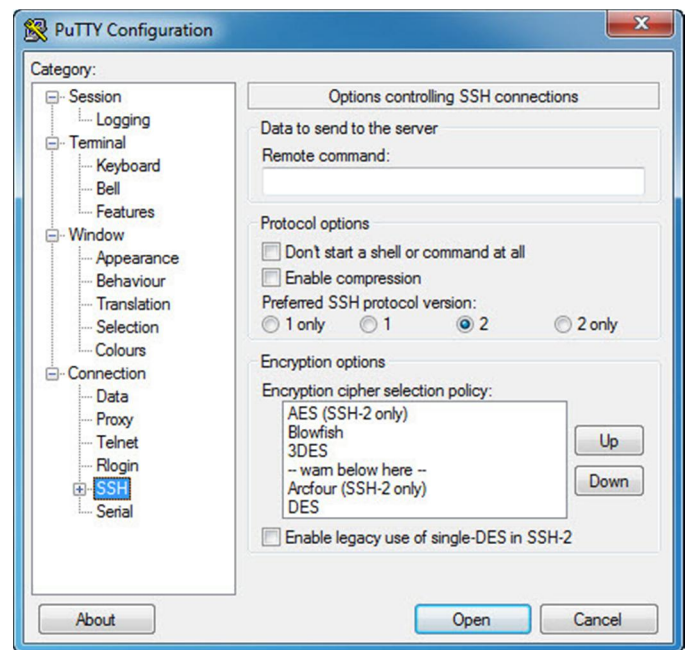 PuTTY Configuration
Category:
Session
Logging
Terminal
Keyboard
Bell
Features
Window
Appearance
Behaviour
Translation
Selection
Colours
Connection
Data
Proxy
Telnet
Rlogin
SSH
Serial
Options controlling SSH connections
Data to send to the server
Remote command:
Protocol options
Don't start a shell or command at all
Enable compression
Preferred SSH protocol version:
1 only 1 2 2 only
Encryption options
Encryption cipher selection policy:
AES (SSH-2 only)
Blowfish
3DES
-- warn below here --
Arcfour (SSH-2 only)
DES
Up
Down
Enable legacy use of single-DES in SSH-2
About Open Cancel